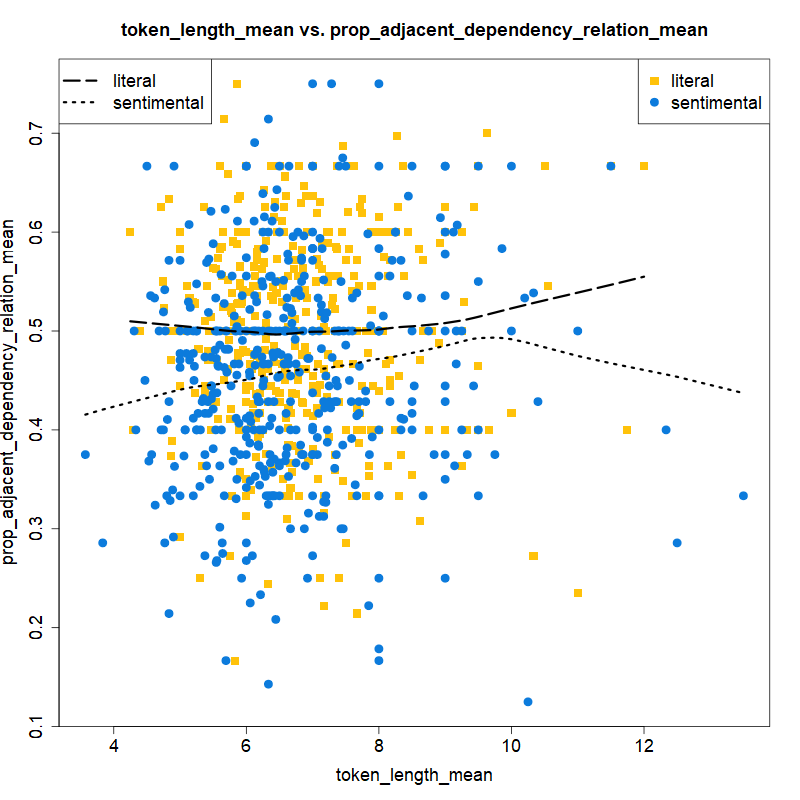 token_length_mean vs. prop_adjacent_dependency_relation_mean
literal
sentimental
literal
sentimental
prop_adjacent_dependency_relation_mean
0.7
0.6
0.5
0.4
0.3
0.2
0.1
4 6 8 10 12
token_length_mean